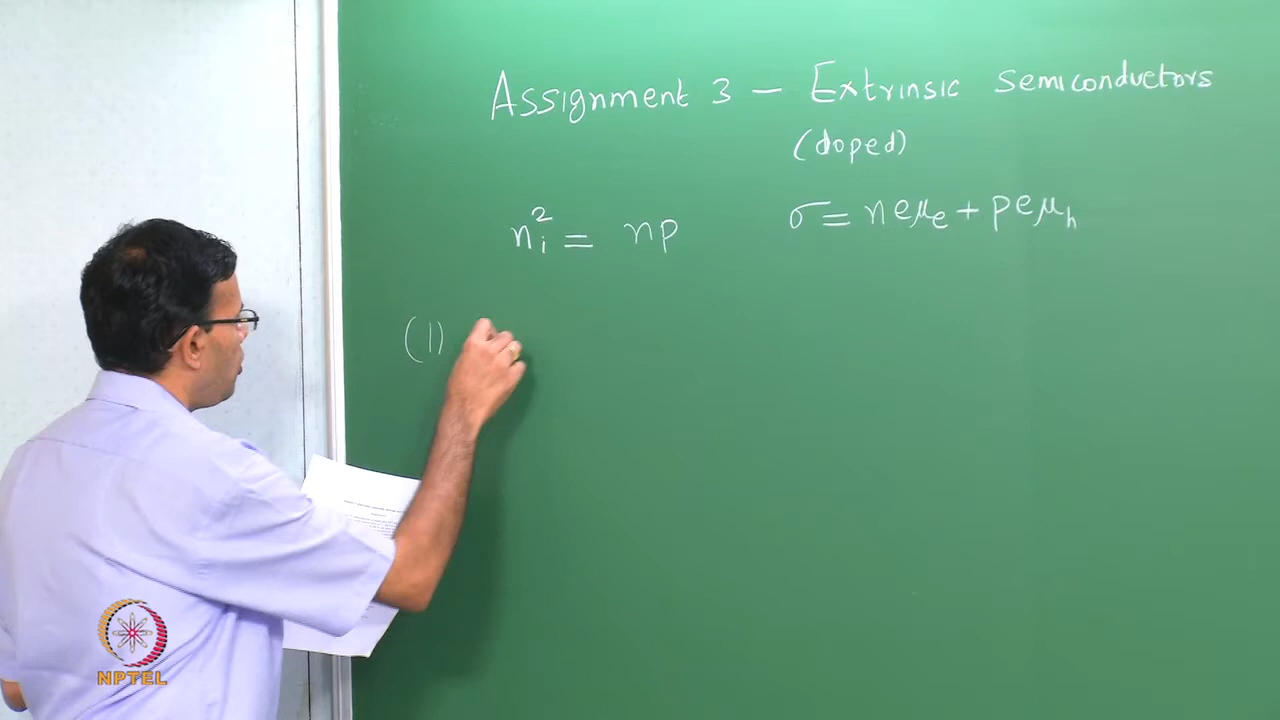 Assignment 3 — Extrinsic semiconductors
(doped)
n_i^2 = np
σ = neμ_e + peμ_h
(1)
NPTEL